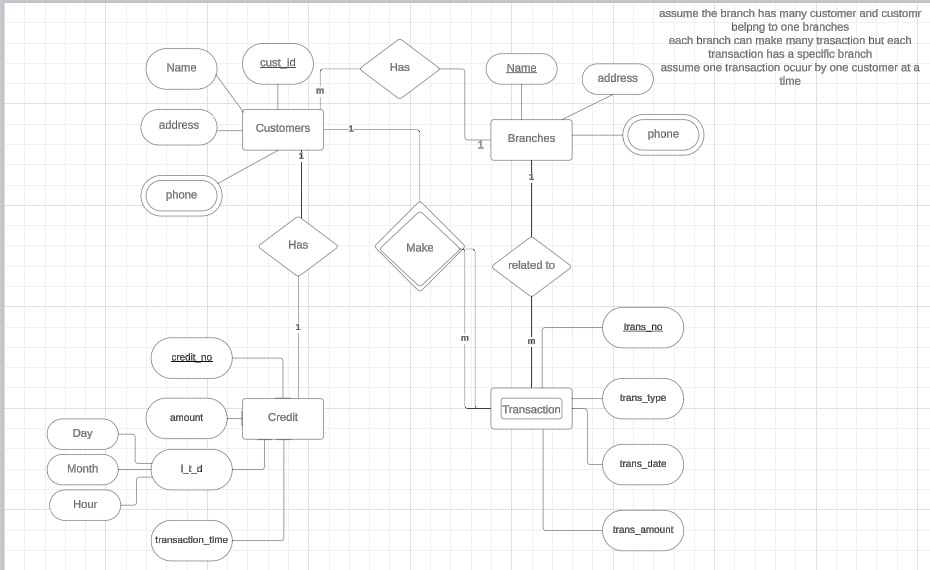 assume the branch has many customer and customr
belpng to one branches
each branch can make many trasaction but each
transaction has a specific branch
assume one transaction ocuur by one customer at a
time
Name
cust_id
Has
Name
address
m
address
Customers
1
1
Branches
phone
1
1
phone
Has
Make
related to
1
m
m
trans_no
credit_no
trans_type
amount
Credit
Transaction
Day
Month
l_t_d
trans_date
Hour
transaction_time
trans_amount